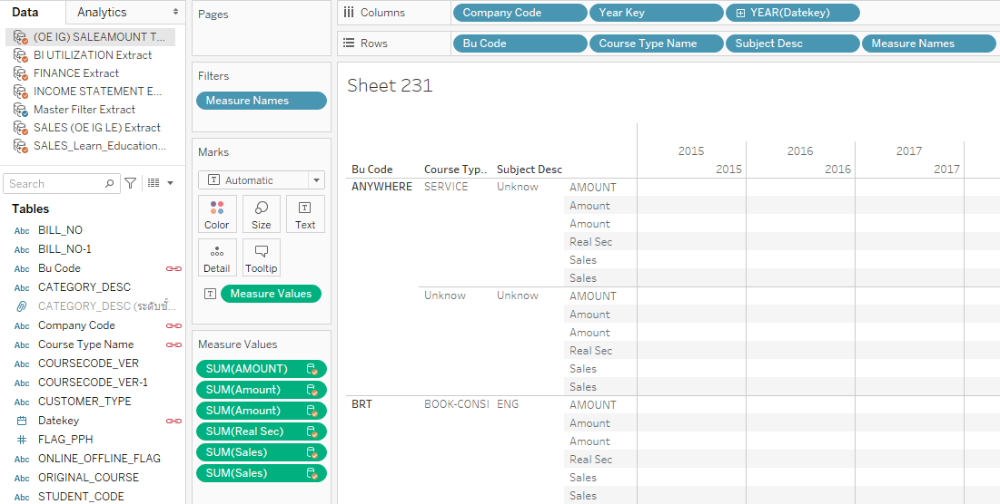 Data
Analytics
(OE IG) SALEAMOUNT T...
BI UTILIZATION Extract
FINANCE Extract
INCOME STATEMENT E...
Master Filter Extract
SALES (OE IG LE) Extract
SALES_Learn_Education...
Search
Tables
Abc BILL_NO
Abc BILL_NO-1
Abc Bu Code
Abc CATEGORY_DESC
CATEGORY_DESC (ระดับชั้...
Abc Company Code
Abc Course Type Name
Abc COURSECODE_VER
Abc COURSECODE_VER-1
Abc CUSTOMER_TYPE
Datekey
# FLAG_PPH
Abc ONLINE_OFFLINE_FLAG
Abc ORIGINAL_COURSE
Abc STUDENT_CODE
Pages
Filters
Measure Names
Marks
T Automatic
Color
Size
T
Text
Detail
Tooltip
T Measure Values
Measure Values
SUM(AMOUNT)
SUM(Amount)
SUM(Amount)
SUM(Real Sec)
SUM(Sales)
SUM(Sales)
Columns
Company Code
Year Key
YEAR(Datekey)
Rows
Bu Code
Course Type Name
Subject Desc
Measure Names
Sheet 231
2015 2016 2017
Bu Code Course Typ.. Subject Desc 2015 2016 2017
ANYWHERE SERVICE Unknow AMOUNT
Amount
Amount
Real Sec
Sales
Sales
Unknow Unknow AMOUNT
Amount
Amount
Real Sec
Sales
Sales
BRT BOOK-CONSI ENG AMOUNT
Amount
Amount
Real Sec
Sales
Sales